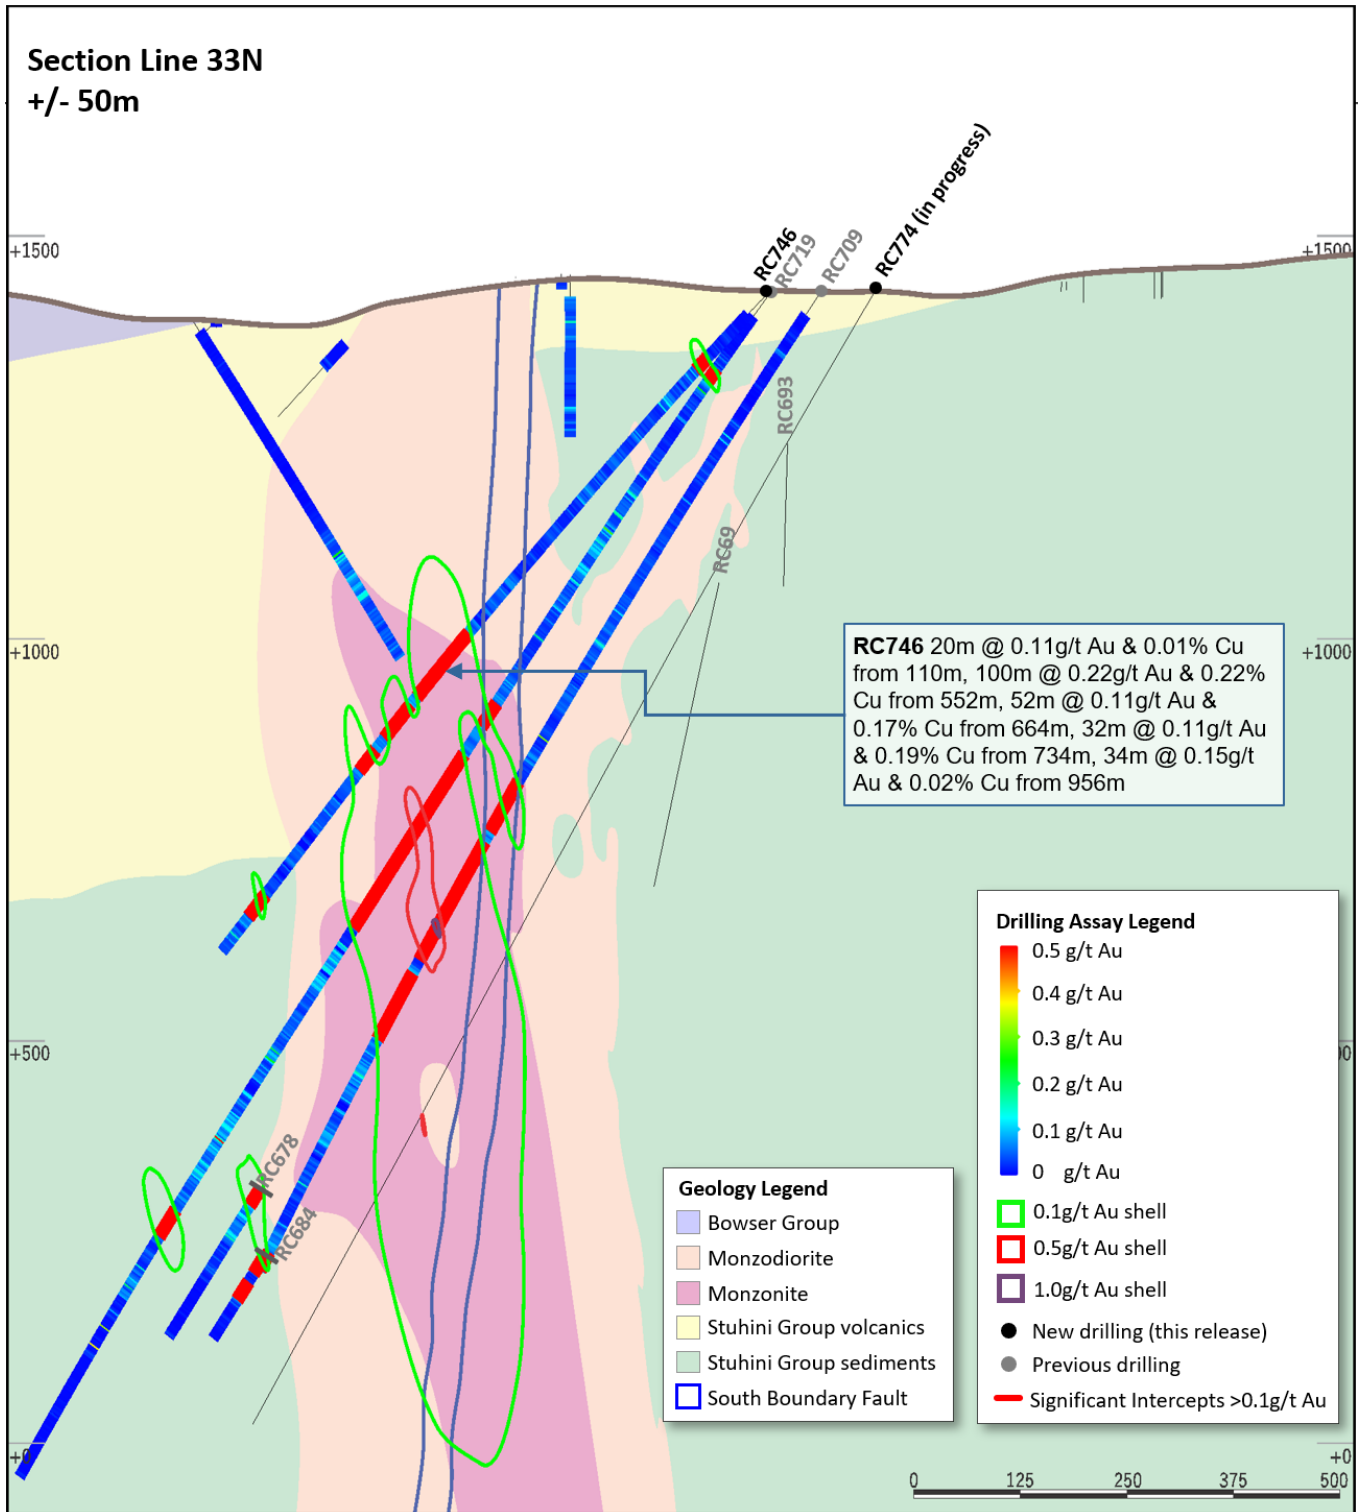 Section Line 33N
+/- 50m
RC746
RC719
RC709
RC774 (in progress)
+1500
+1500
RC693
RC69
+1000
+1000
RC746 20m @ 0.11g/t Au & 0.01% Cu
from 110m, 100m @ 0.22g/t Au & 0.22%
Cu from 552m, 52m @ 0.11g/t Au &
0.17% Cu from 664m, 32m @ 0.11g/t Au
& 0.19% Cu from 734m, 34m @ 0.15g/t
Au & 0.02% Cu from 956m
+500
RC678
RC684
Drilling Assay Legend
0.5 g/t Au
0.4 g/t Au
0.3 g/t Au
0.2 g/t Au
0.1 g/t Au
0 g/t Au
0.1g/t Au shell
0.5g/t Au shell
1.0g/t Au shell
New drilling (this release)
Previous drilling
Significant Intercepts >0.1g/t Au
Geology Legend
Bowser Group
Monzodiorite
Monzonite
Stuhini Group volcanics
Stuhini Group sediments
South Boundary Fault
+0
+0
0 125 250 375 500